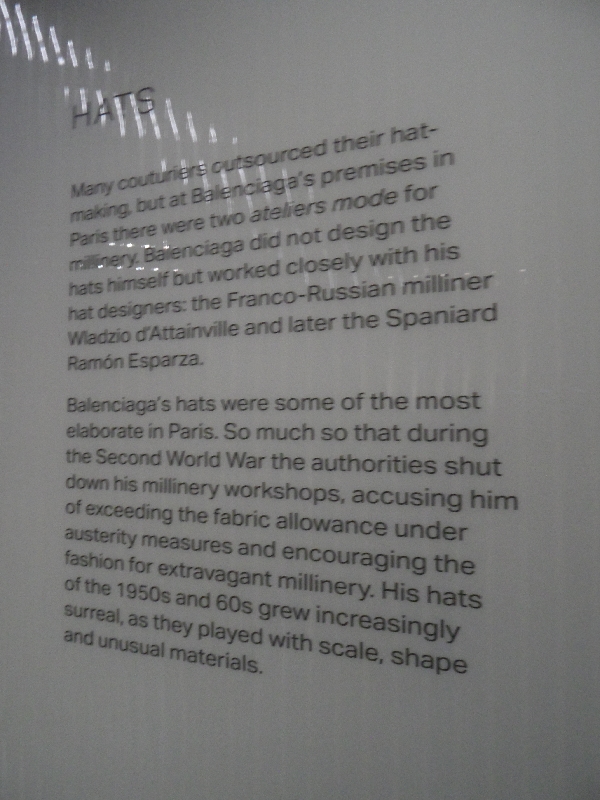 HATS
Many couturiers outsourced their hat-
making, but at Balenciaga's premises in
Paris there were two ateliers mode for
millinery. Balenciaga did not design the
hats himself but worked closely with his
hat designers: the Franco-Russian milliner
Wladzio d'Attainville and later the Spaniard
Ramón Esparza.
Balenciaga's hats were some of the most
elaborate in Paris. So much so that during
the Second World War the authorities shut
down his millinery workshops, accusing him
of exceeding the fabric allowance under
austerity measures and encouraging the
fashion for extravagant millinery. His hats
of the 1950s and 60s grew increasingly
surreal, as they played with scale, shape
and unusual materials.